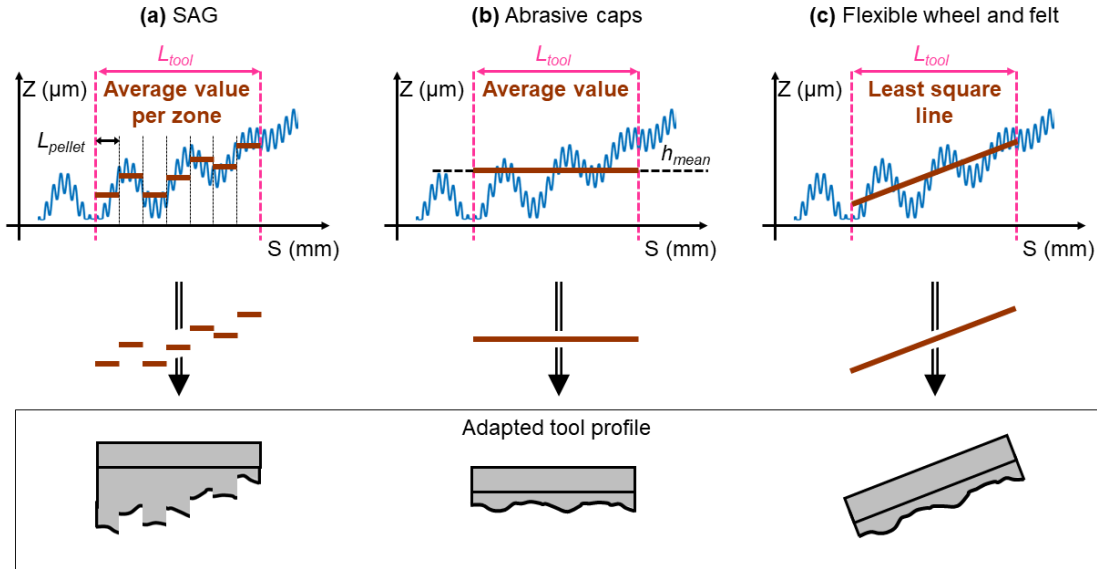 (a) SAG
L_tool
Z (µm)
Average value
per zone
L_pellet
S (mm)
(b) Abrasive caps
L_tool
Z (µm)
Average value
h_mean
S (mm)
(c) Flexible wheel and felt
L_tool
Z (µm)
Least square
line
S (mm)
Adapted tool profile